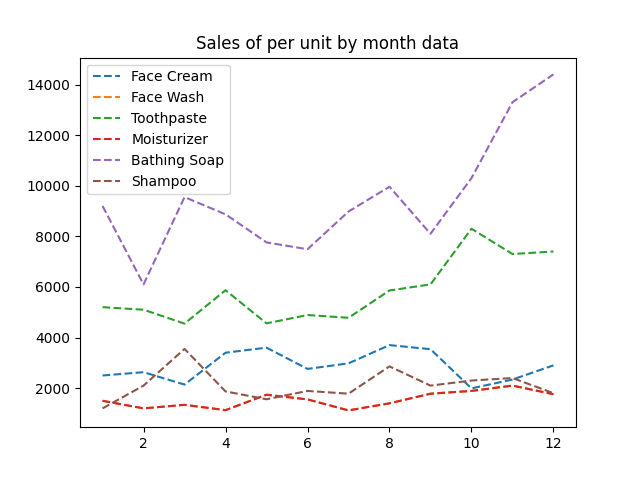 Sales of per unit by month data
Face Cream
Face Wash
Toothpaste
Moisturizer
Bathing Soap
Shampoo
14000
12000
10000
8000
6000
4000
2000
2 4 6 8 10 12